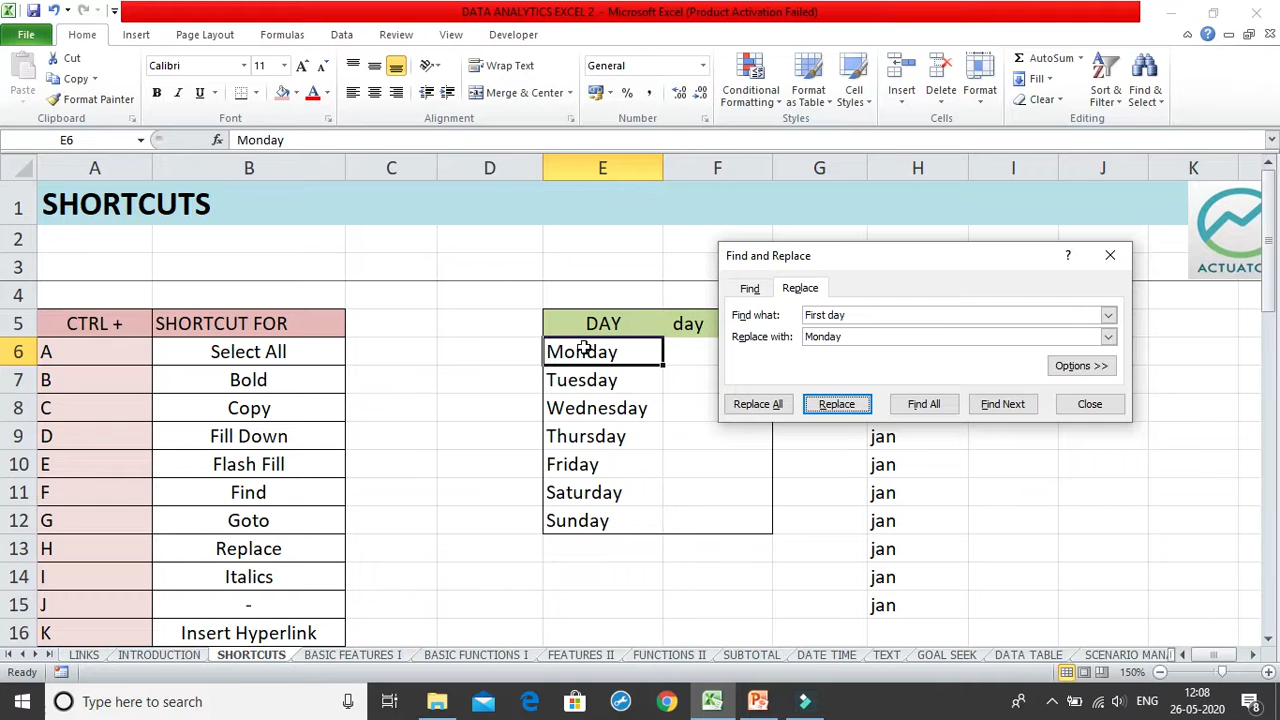 DATA ANALYTICS EXCEL 2 - Microsoft Excel (Product Activation Failed)
File Home Insert Page Layout Formulas Data Review View Developer
Cut
Copy
Format Painter
Paste
Clipboard
Calibri 11
B I U A
Font
Wrap Text
Merge & Center
Alignment
General
%
Number
Conditional Formatting
Format as Table
Cell Styles
Styles
Insert Delete Format
Cells
AutoSum
Fill
Clear
Sort & Filter
Find & Select
Editing
E6 fx Monday
A B C D E F G H I J K
1 SHORTCUTS
2
3
ACTUATO
4
5 CTRL + SHORTCUT FOR DAY day
6 A Select All Monday
7 B Bold Tuesday
8 C Copy Wednesday
9 D Fill Down Thursday jan
10 E Flash Fill Friday jan
11 F Find Saturday jan
12 G Goto Sunday jan
13 H Replace jan
14 I Italics jan
15 J - jan
16 K Insert Hyperlink
Find and Replace
?
Find Replace
Find what: First day
Replace with: Monday
Options >>
Replace All Replace Find All Find Next Close
LINKS INTRODUCTION SHORTCUTS BASIC FEATURES I BASIC FUNCTIONS I FEATURES II FUNCTIONS II SUBTOTAL DATE TIME TEXT GOAL SEEK DATA TABLE SCENARIO MAN
Ready 150%
Type here to search
ENG
12:08
26-05-2020
8